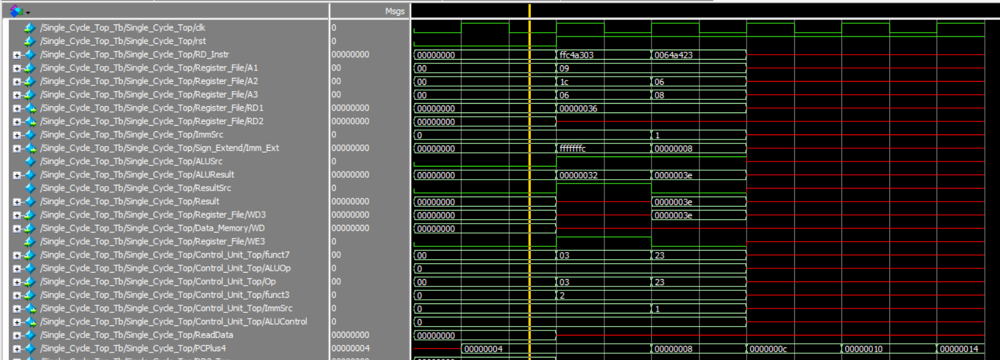 Msgs
/Single_Cycle_Top_Tb/Single_Cycle_Top/clk 0
/Single_Cycle_Top_Tb/Single_Cycle_Top/rst 0
/Single_Cycle_Top_Tb/Single_Cycle_Top/RD_Instr 00000000 00000000 ffc4a303 0064a423
/Single_Cycle_Top_Tb/Single_Cycle_Top/Register_File/A1 00 00 09
/Single_Cycle_Top_Tb/Single_Cycle_Top/Register_File/A2 00 00 1c 06
/Single_Cycle_Top_Tb/Single_Cycle_Top/Register_File/A3 00 00 06 08
/Single_Cycle_Top_Tb/Single_Cycle_Top/Register_File/RD1 00000000 00000000 00000036
/Single_Cycle_Top_Tb/Single_Cycle_Top/Register_File/RD2 00000000 00000000
/Single_Cycle_Top_Tb/Single_Cycle_Top/ImmSrc 0 0 1
/Single_Cycle_Top_Tb/Single_Cycle_Top/Sign_Extend/Imm_Ext 00000000 00000000 fffffffc 00000008
/Single_Cycle_Top_Tb/Single_Cycle_Top/ALUSrc 0
/Single_Cycle_Top_Tb/Single_Cycle_Top/ALUResult 00000000 00000000 00000032 0000003e
/Single_Cycle_Top_Tb/Single_Cycle_Top/ResultSrc 0
/Single_Cycle_Top_Tb/Single_Cycle_Top/Result 00000000 00000000 0000003e
/Single_Cycle_Top_Tb/Single_Cycle_Top/Register_File/WD3 00000000 00000000 0000003e
/Single_Cycle_Top_Tb/Single_Cycle_Top/Data_Memory/WD 00000000 00000000
/Single_Cycle_Top_Tb/Single_Cycle_Top/Register_File/WE3 0
/Single_Cycle_Top_Tb/Single_Cycle_Top/Control_Unit_Top/funct7 00 00 03 23
/Single_Cycle_Top_Tb/Single_Cycle_Top/Control_Unit_Top/ALUOp 0 0
/Single_Cycle_Top_Tb/Single_Cycle_Top/Control_Unit_Top/Op 00 00 03 23
/Single_Cycle_Top_Tb/Single_Cycle_Top/Control_Unit_Top/funct3 0 0 2
/Single_Cycle_Top_Tb/Single_Cycle_Top/Control_Unit_Top/ImmSrc 0 0 1
/Single_Cycle_Top_Tb/Single_Cycle_Top/Control_Unit_Top/ALUControl 0 0
/Single_Cycle_Top_Tb/Single_Cycle_Top/ReadData 00000000 00000000
/Single_Cycle_Top_Tb/Single_Cycle_Top/PCPlus4 00000004 00000004 00000008 0000000c 00000010 00000014